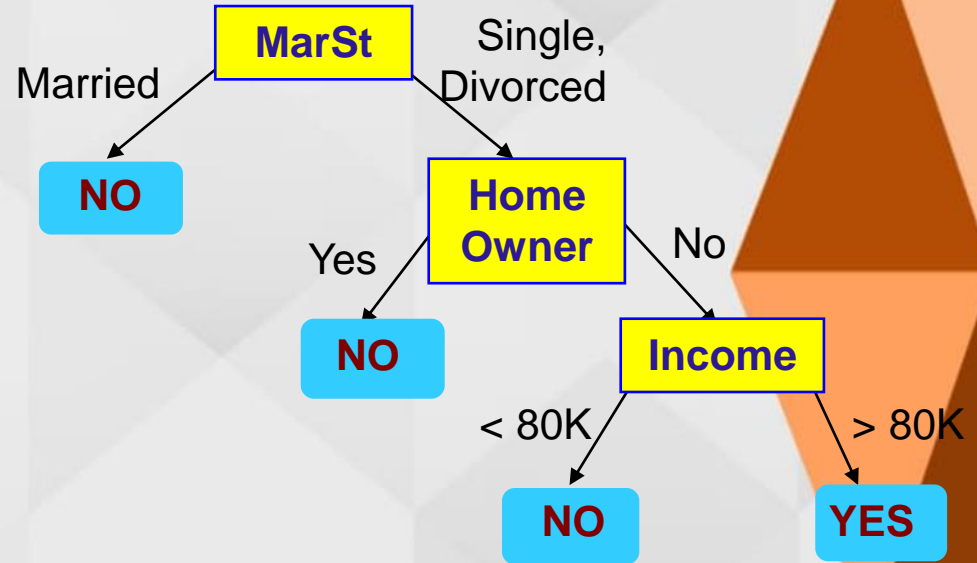 MarSt
Married
Single,
Divorced
NO
Home
Owner
Yes
No
NO
Income
< 80K
> 80K
NO
YES